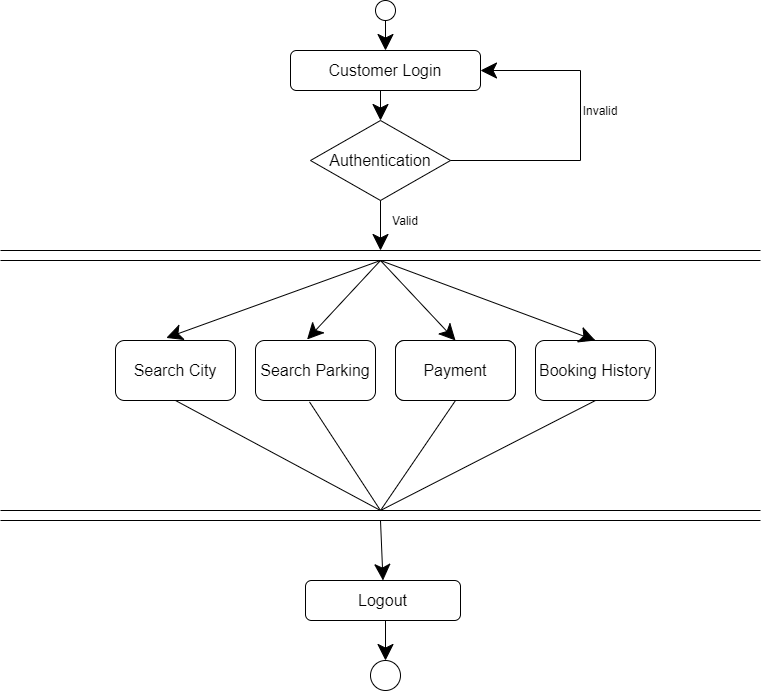 Customer Login
Invalid
Authentication
Valid
Search City
Search Parking
Payment
Booking History
Logout